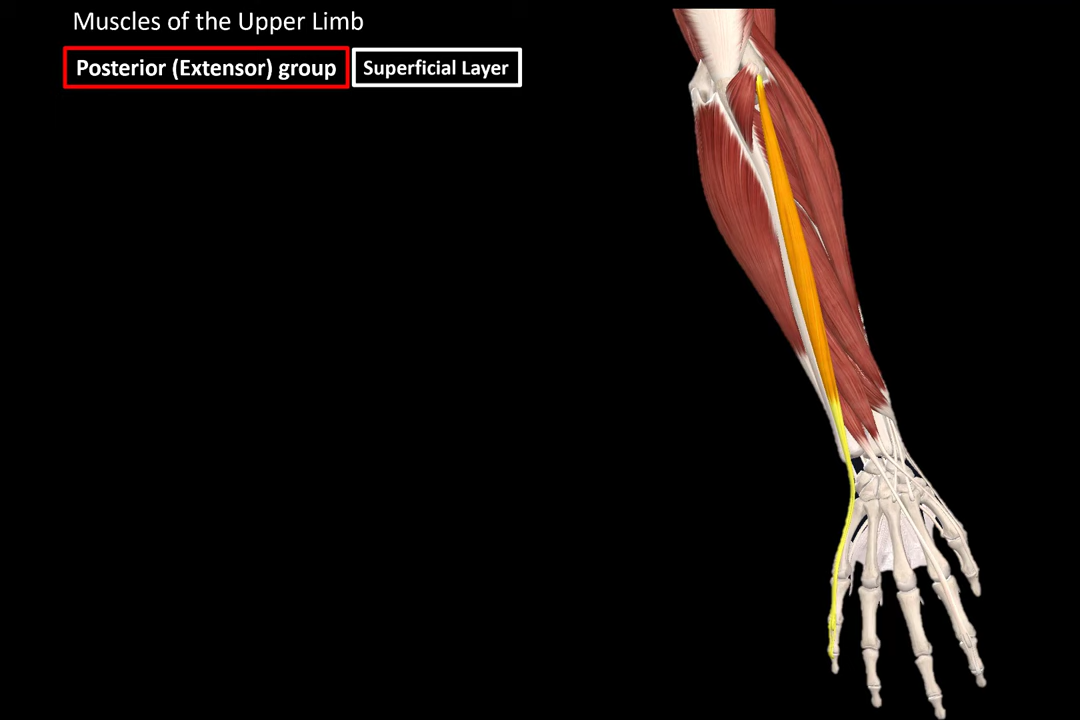 Muscles of the Upper Limb
Posterior (Extensor) group
Superficial Layer